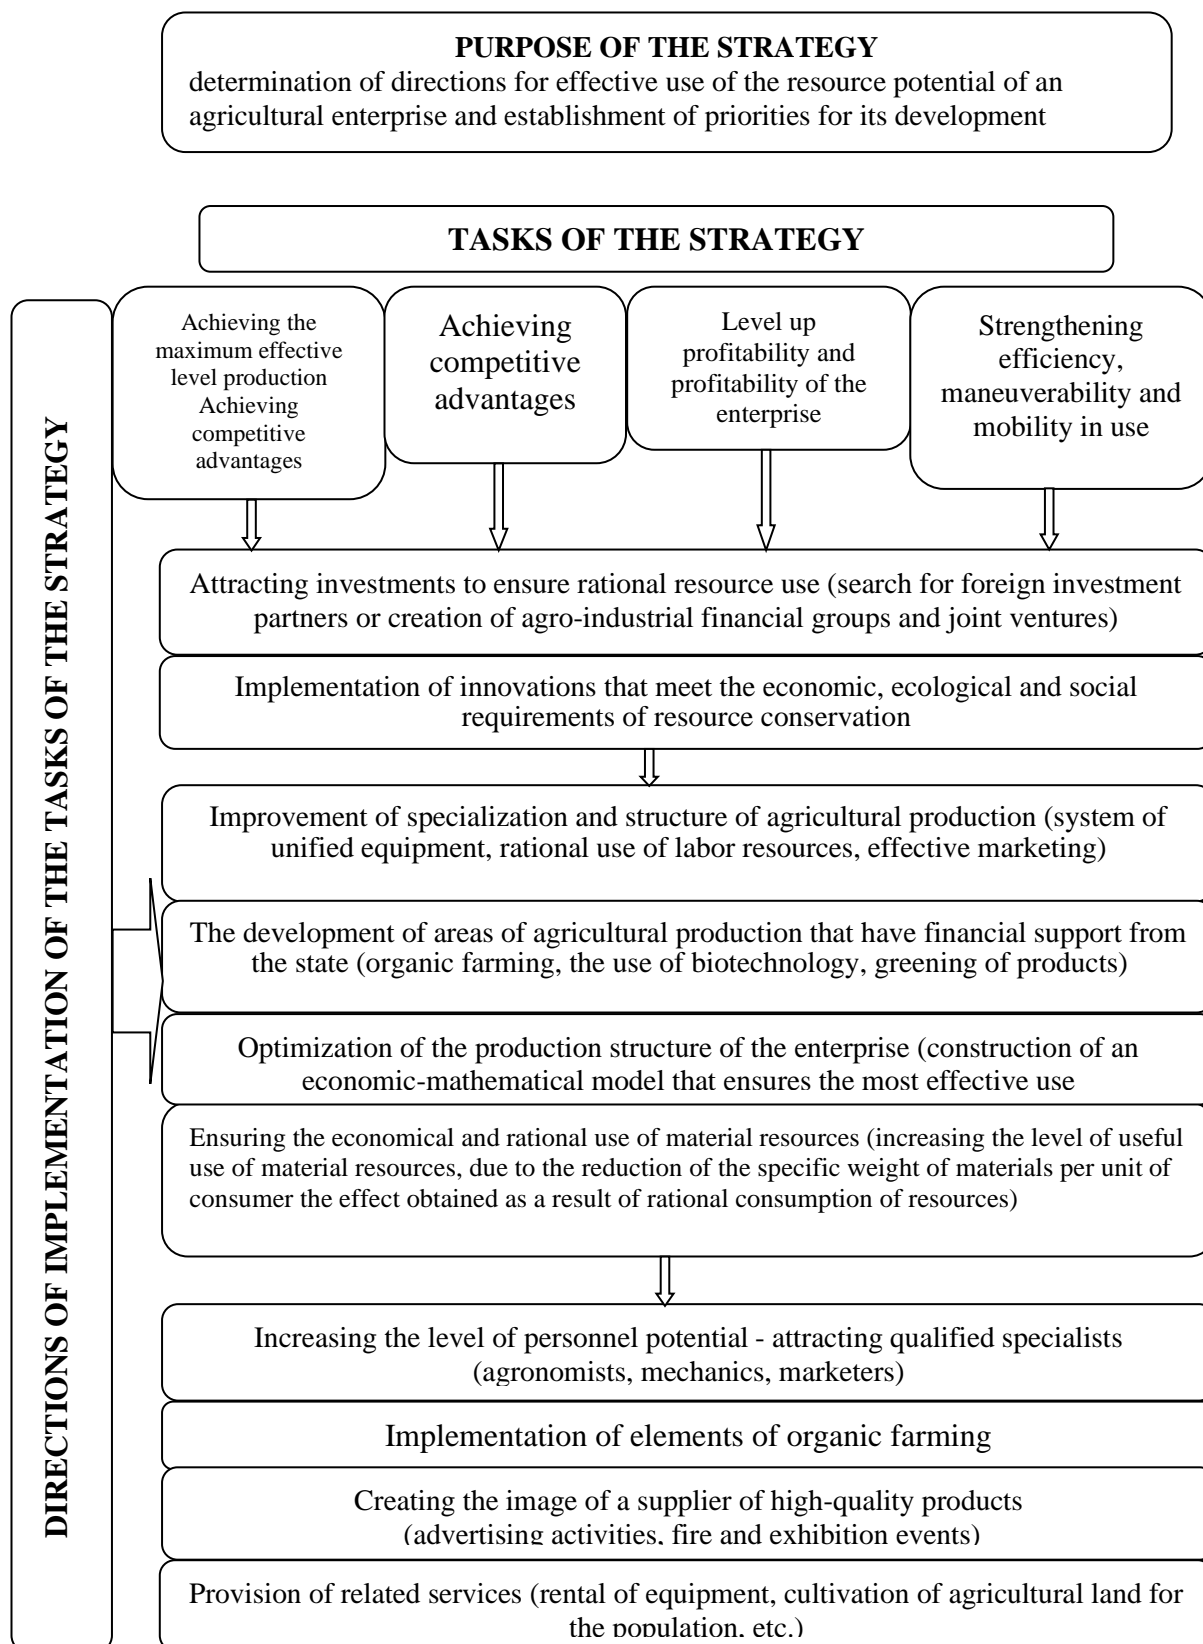 PURPOSE OF THE STRATEGY
determination of directions for effective use of the resource potential of an
agricultural enterprise and establishment of priorities for its development
TASKS OF THE STRATEGY
Achieving the
maximum effective
level production
Achieving
competitive
advantages
Achieving
competitive
advantages
Level up
profitability and
profitability of the
enterprise
Strengthening
efficiency,
maneuverability and
mobility in use
DIRECTIONS OF IMPLEMENTATION OF THE TASKS OF THE STRATEGY
Attracting investments to ensure rational resource use (search for foreign investment
partners or creation of agro-industrial financial groups and joint ventures)
Implementation of innovations that meet the economic, ecological and social
requirements of resource conservation
Improvement of specialization and structure of agricultural production (system of
unified equipment, rational use of labor resources, effective marketing)
The development of areas of agricultural production that have financial support from
the state (organic farming, the use of biotechnology, greening of products)
Optimization of the production structure of the enterprise (construction of an
economic-mathematical model that ensures the most effective use
Ensuring the economical and rational use of material resources (increasing the level of useful
use of material resources, due to the reduction of the specific weight of materials per unit of
consumer the effect obtained as a result of rational consumption of resources)
Increasing the level of personnel potential - attracting qualified specialists
(agronomists, mechanics, marketers)
Implementation of elements of organic farming
Creating the image of a supplier of high-quality products
(advertising activities, fire and exhibition events)
Provision of related services (rental of equipment, cultivation of agricultural land for
the population, etc.)